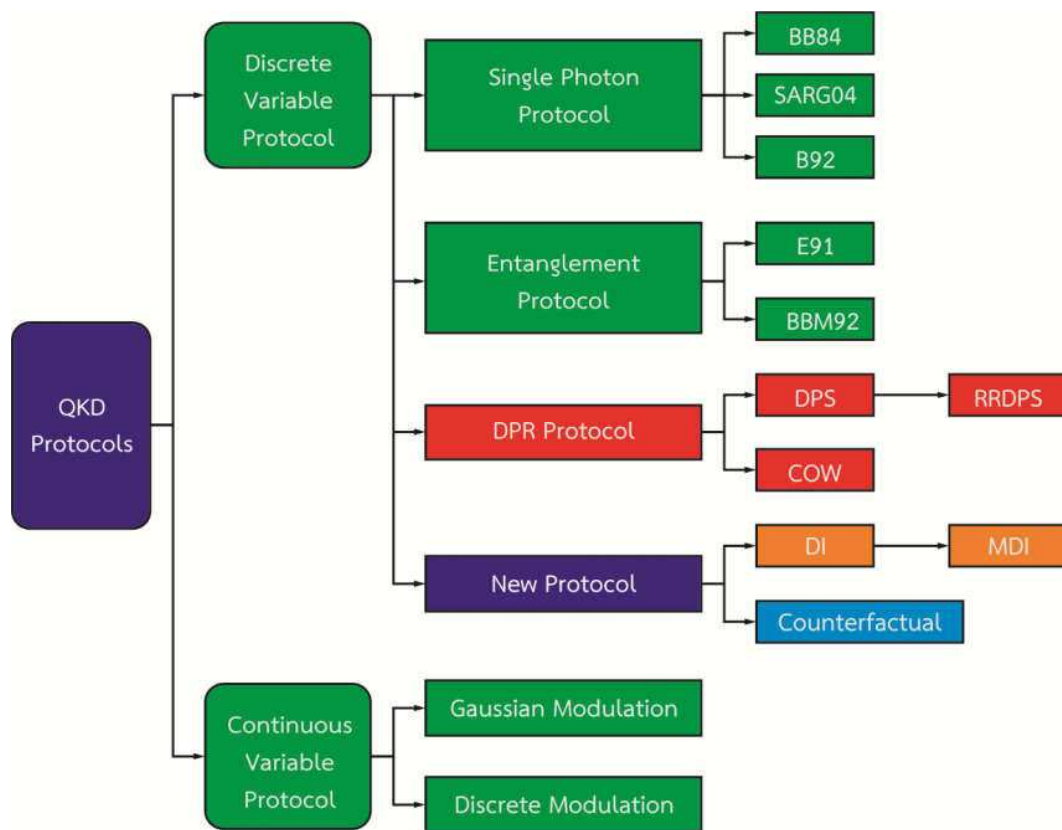 Discrete
Variable
Protocol
Single Photon
Protocol
BB84
SARG04
B92
Entanglement
Protocol
E91
BBM92
QKD
Protocols
DPR Protocol
DPS
RRDPS
COW
New Protocol
DI
MDI
Counterfactual
Continuous
Variable
Protocol
Gaussian Modulation
Discrete Modulation